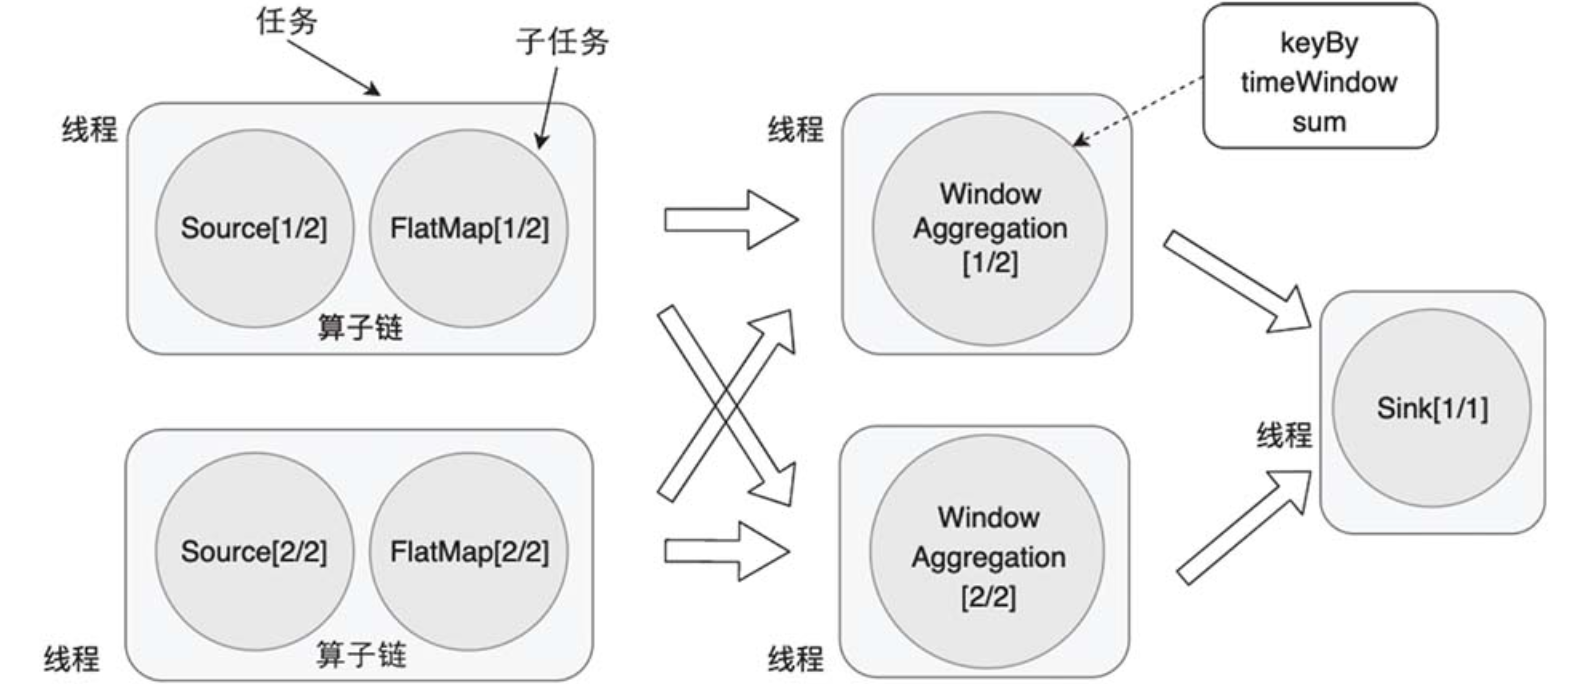 任务
子任务
线程
Source[1/2]
FlatMap[1/2]
算子链
线程
Window
Aggregation
[1/2]
keyBy
timeWindow
sum
Source[2/2]
FlatMap[2/2]
算子链
线程
Window
Aggregation
[2/2]
线程
Sink[1/1]
线程